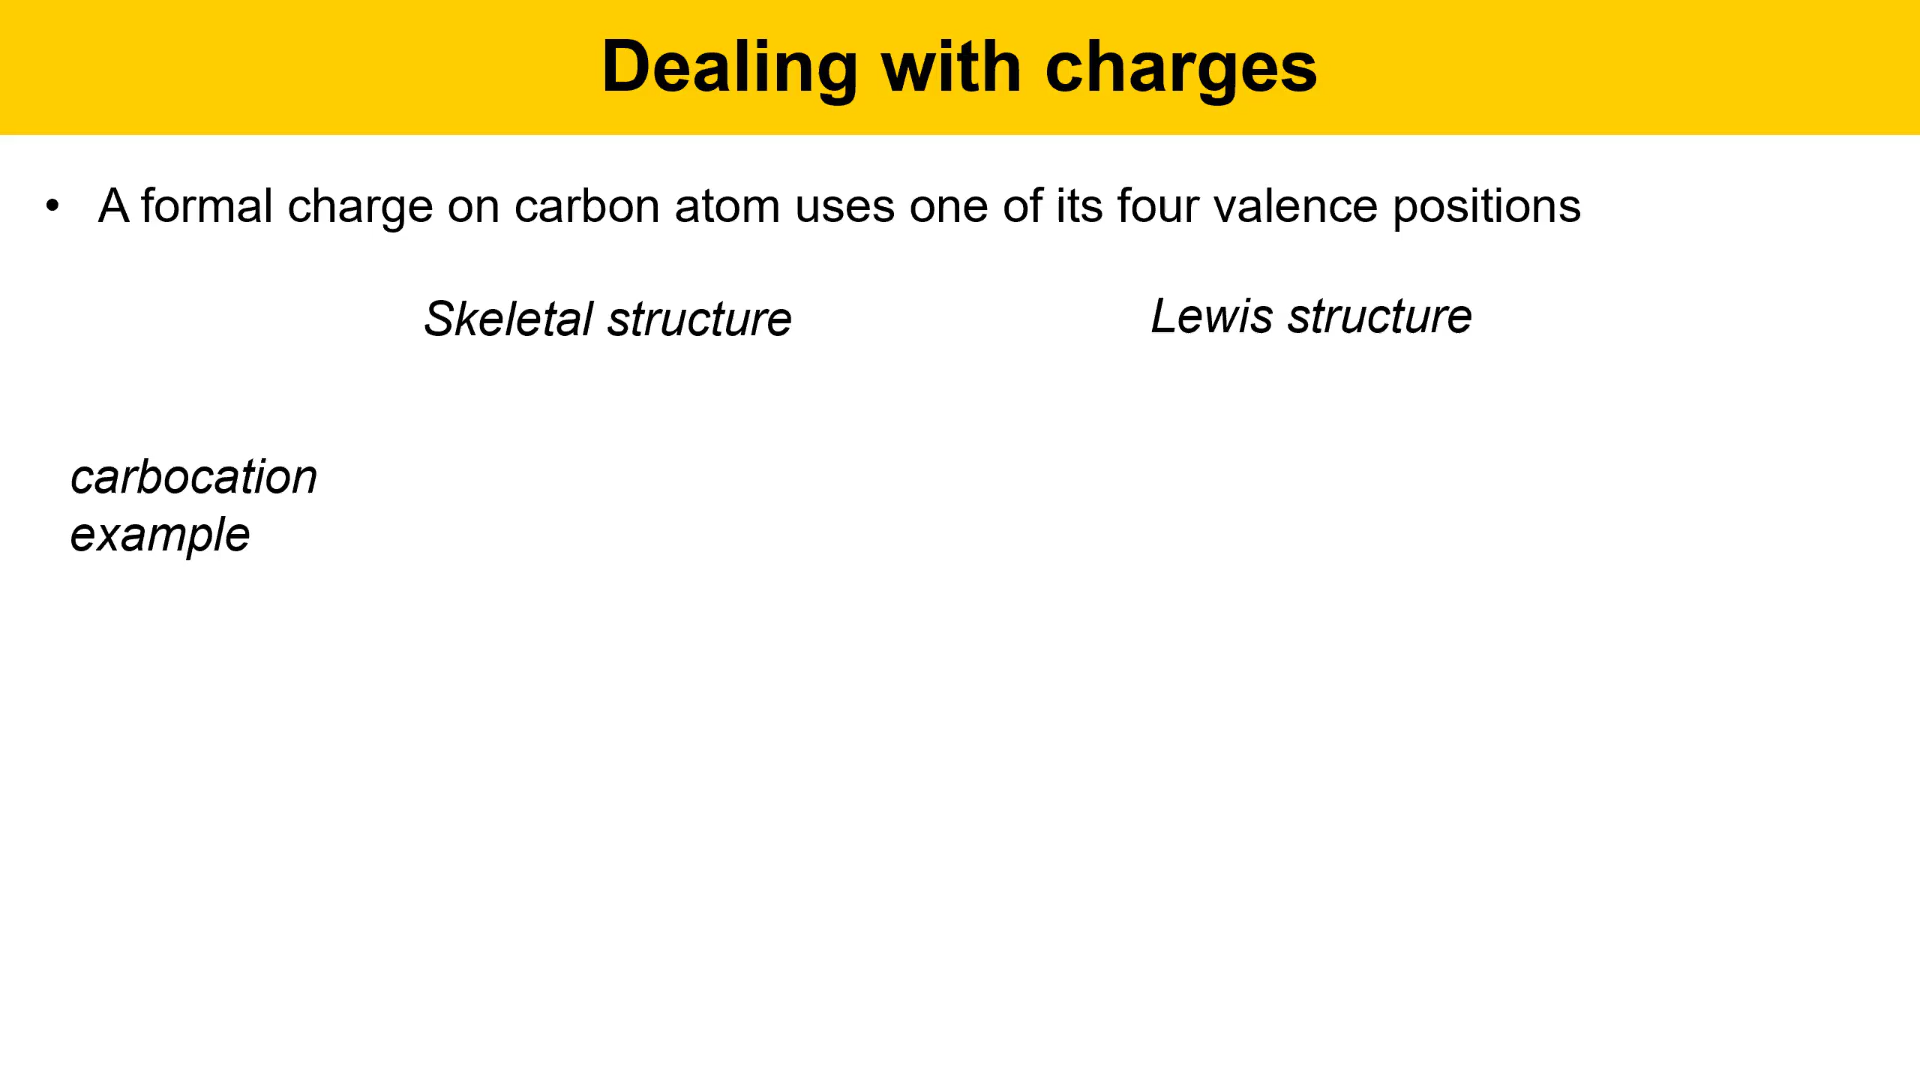 Dealing with charges
• A formal charge on carbon atom uses one of its four valence positions
Skeletal structure
Lewis structure
carbocation
example